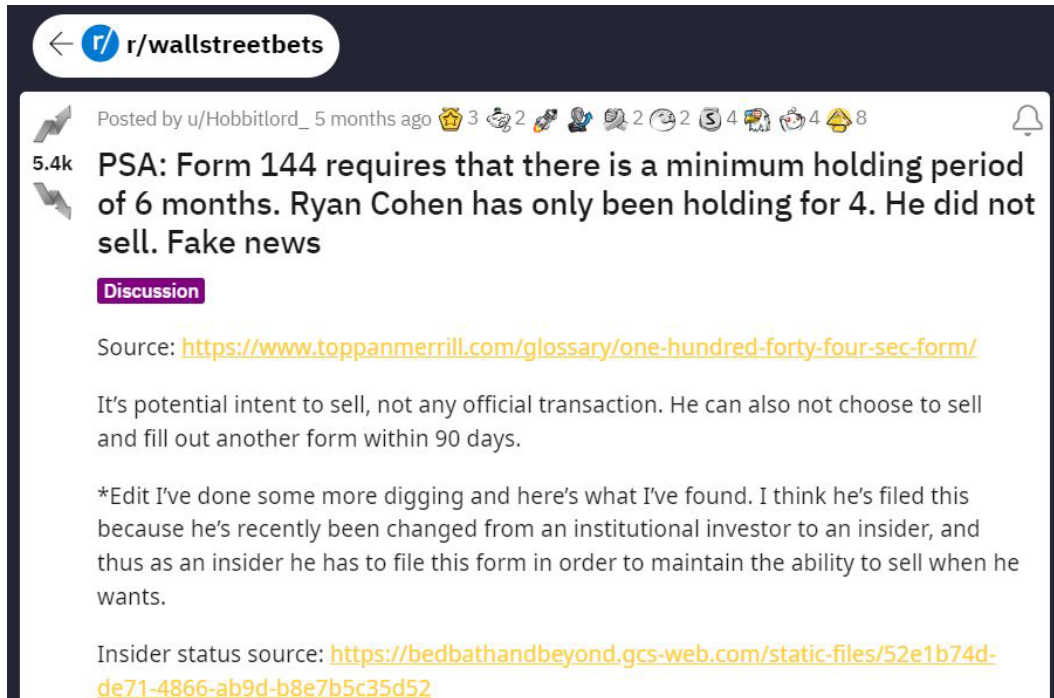 r/ r/wallstreetbets
Posted by u/Hobbitlord_ 5 months ago 3 2 2 2 S 4 4 8
5.4k
PSA: Form 144 requires that there is a minimum holding period
of 6 months. Ryan Cohen has only been holding for 4. He did not
sell. Fake news
Discussion
Source: https://www.toppanmerrill.com/glossary/one-hundred-forty-four-sec-form/
It's potential intent to sell, not any official transaction. He can also not choose to sell
and fill out another form within 90 days.
*Edit I've done some more digging and here's what I've found. I think he's filed this
because he's recently been changed from an institutional investor to an insider, and
thus as an insider he has to file this form in order to maintain the ability to sell when he
wants.
Insider status source: https://bedbathandbeyond.gcs-web.com/static-files/52e1b74d-
de71-4866-ab9d-b8e7b5c35d52